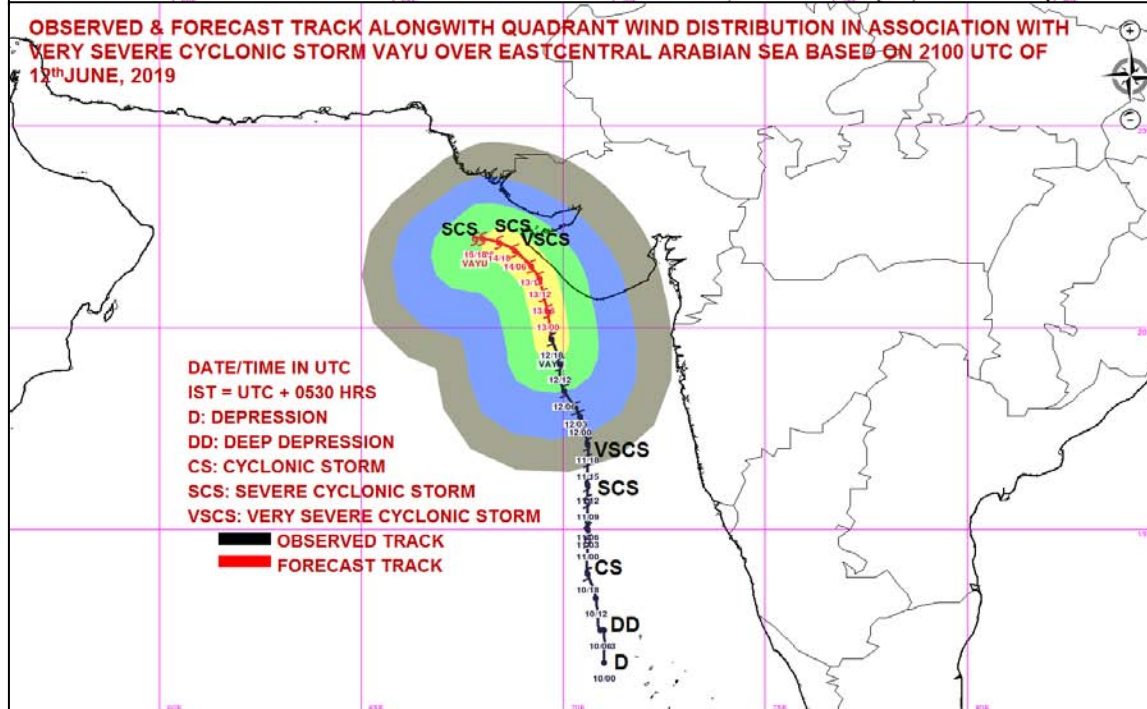 OBSERVED & FORECAST TRACK ALONGWITH QUADRANT WIND DISTRIBUTION IN ASSOCIATION WITH
VERY SEVERE CYCLONIC STORM VAYU OVER EASTCENTRAL ARABIAN SEA BASED ON 2100 UTC OF
12thJUNE, 2019
SCS
SCS
VSCS
15/18
VAYU
14/18
14/06
13/12
13/00
12/18
VAYU
DATE/TIME IN UTC
IST = UTC + 0530 HRS
D: DEPRESSION
DD: DEEP DEPRESSION
CS: CYCLONIC STORM
SCS: SEVERE CYCLONIC STORM
VSCS: VERY SEVERE CYCLONIC STORM
OBSERVED TRACK
FORECAST TRACK
12/12
12/06
12/03
12/00
VSCS
11/18
11/15
SCS
11/12
11/09
11/06
11/03
11/00
CS
10/18
10/12
DD
D
10/00